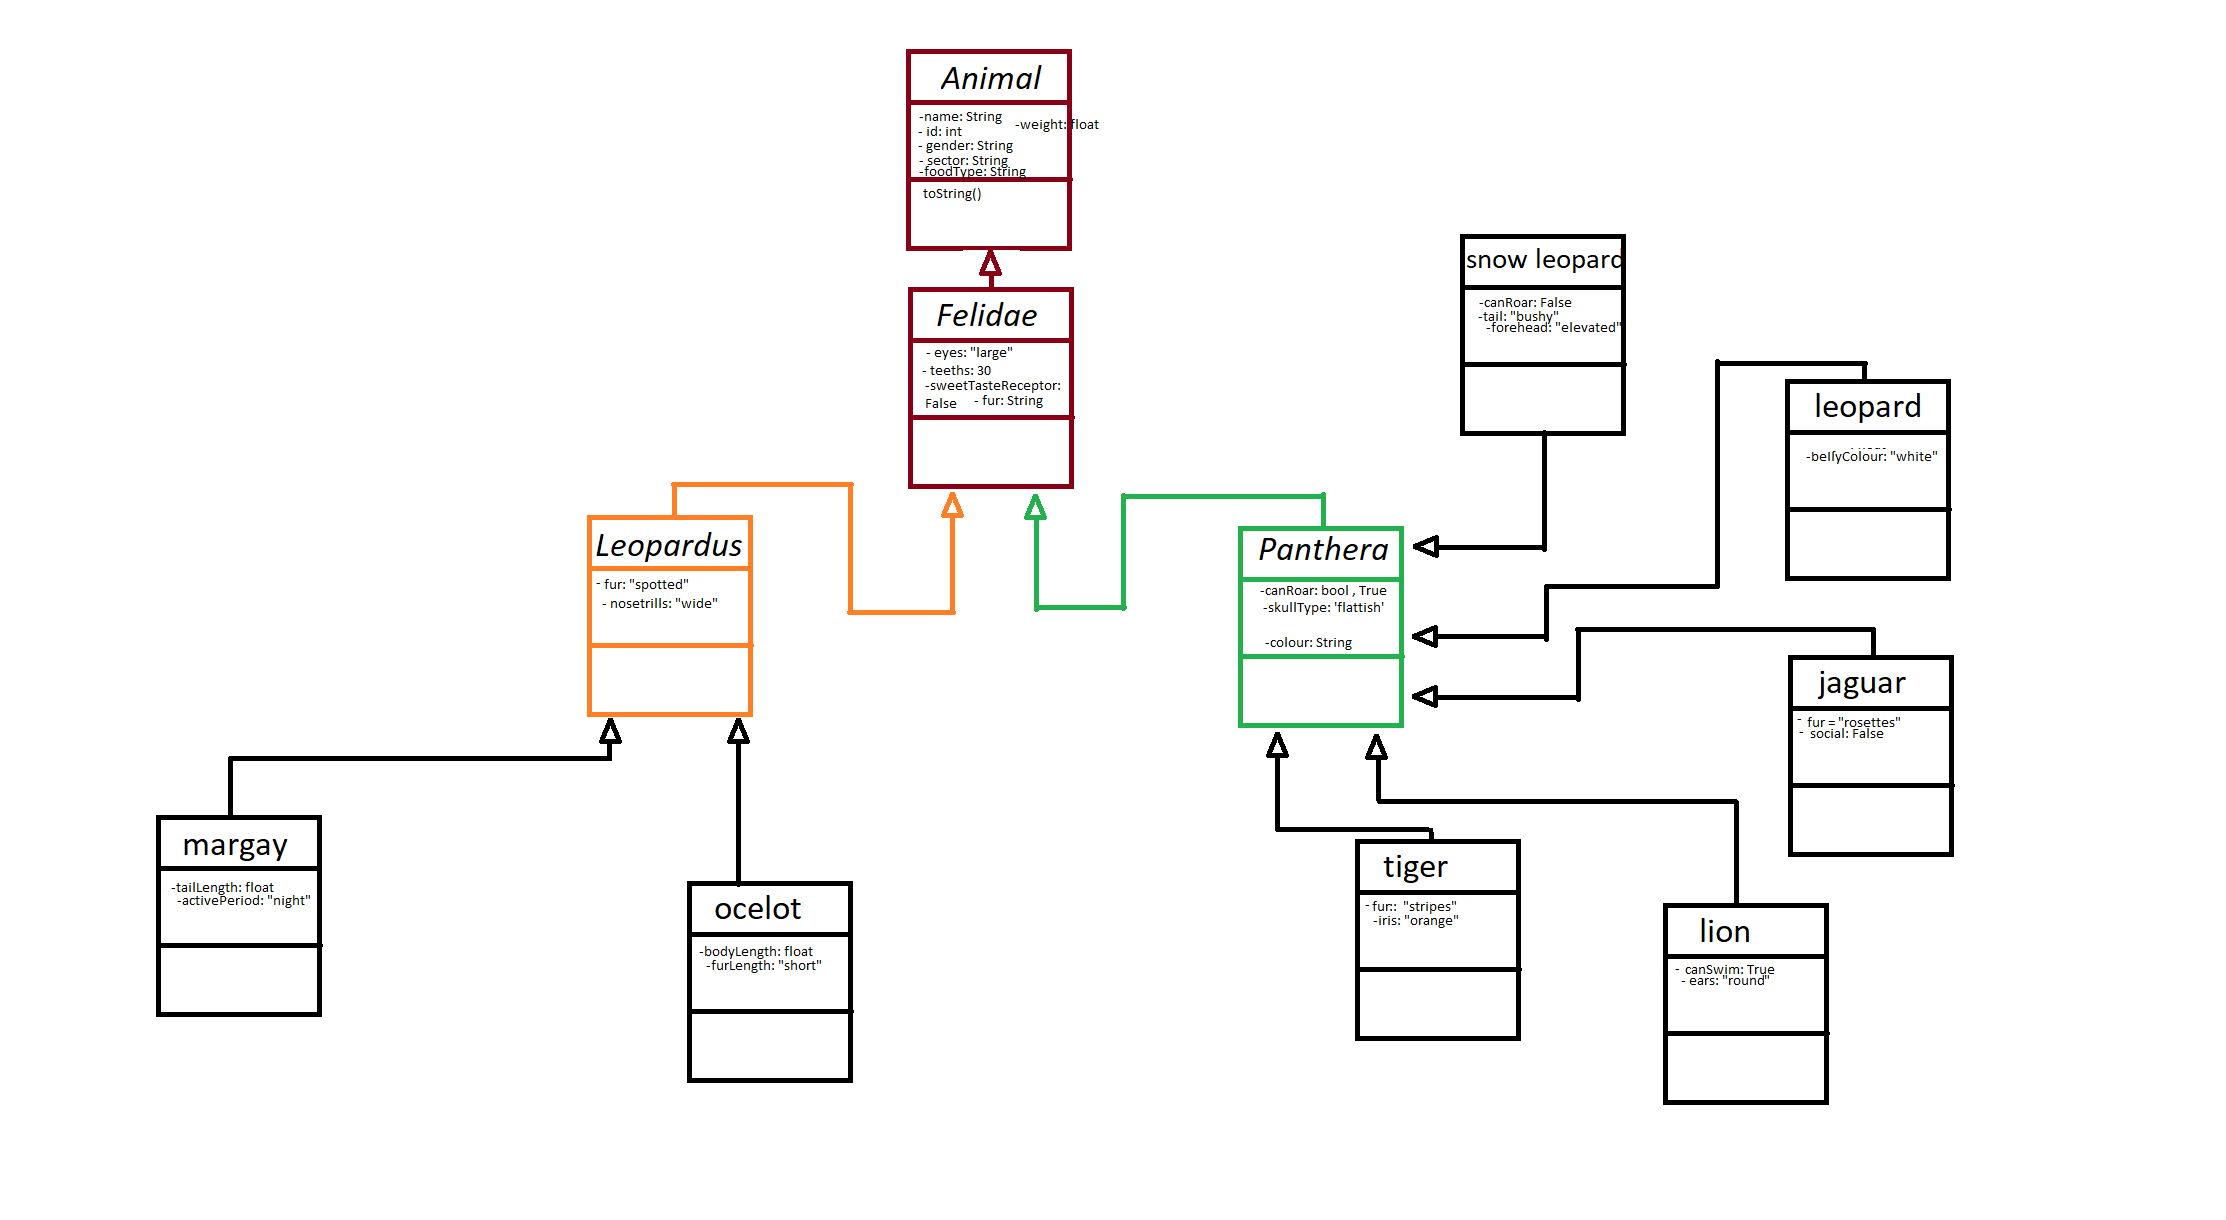 Animal
-name: String
-weight: float
- id: int
- gender: String
- sector: String
-foodType: String
toString()
Felidae
- eyes: "large"
- teeths: 30
-sweetTasteReceptor:
False - fur: String
Leopardus
- fur: "spotted"
- nosetrills: "wide"
Panthera
-canRoar: bool , True
-skullType: 'flattish'
-colour: String
snow leopard
-canRoar: False
-tail: "bushy"
-forehead: "elevated"
leopard
-bellyColour: "white"
jaguar
- fur = "rosettes"
- social: False
margay
-tailLength: float
-activePeriod: "night"
ocelot
-bodyLength: float
-furLength: "short"
tiger
- fur:: "stripes"
-iris: "orange"
lion
- canSwim: True
- ears: "round"